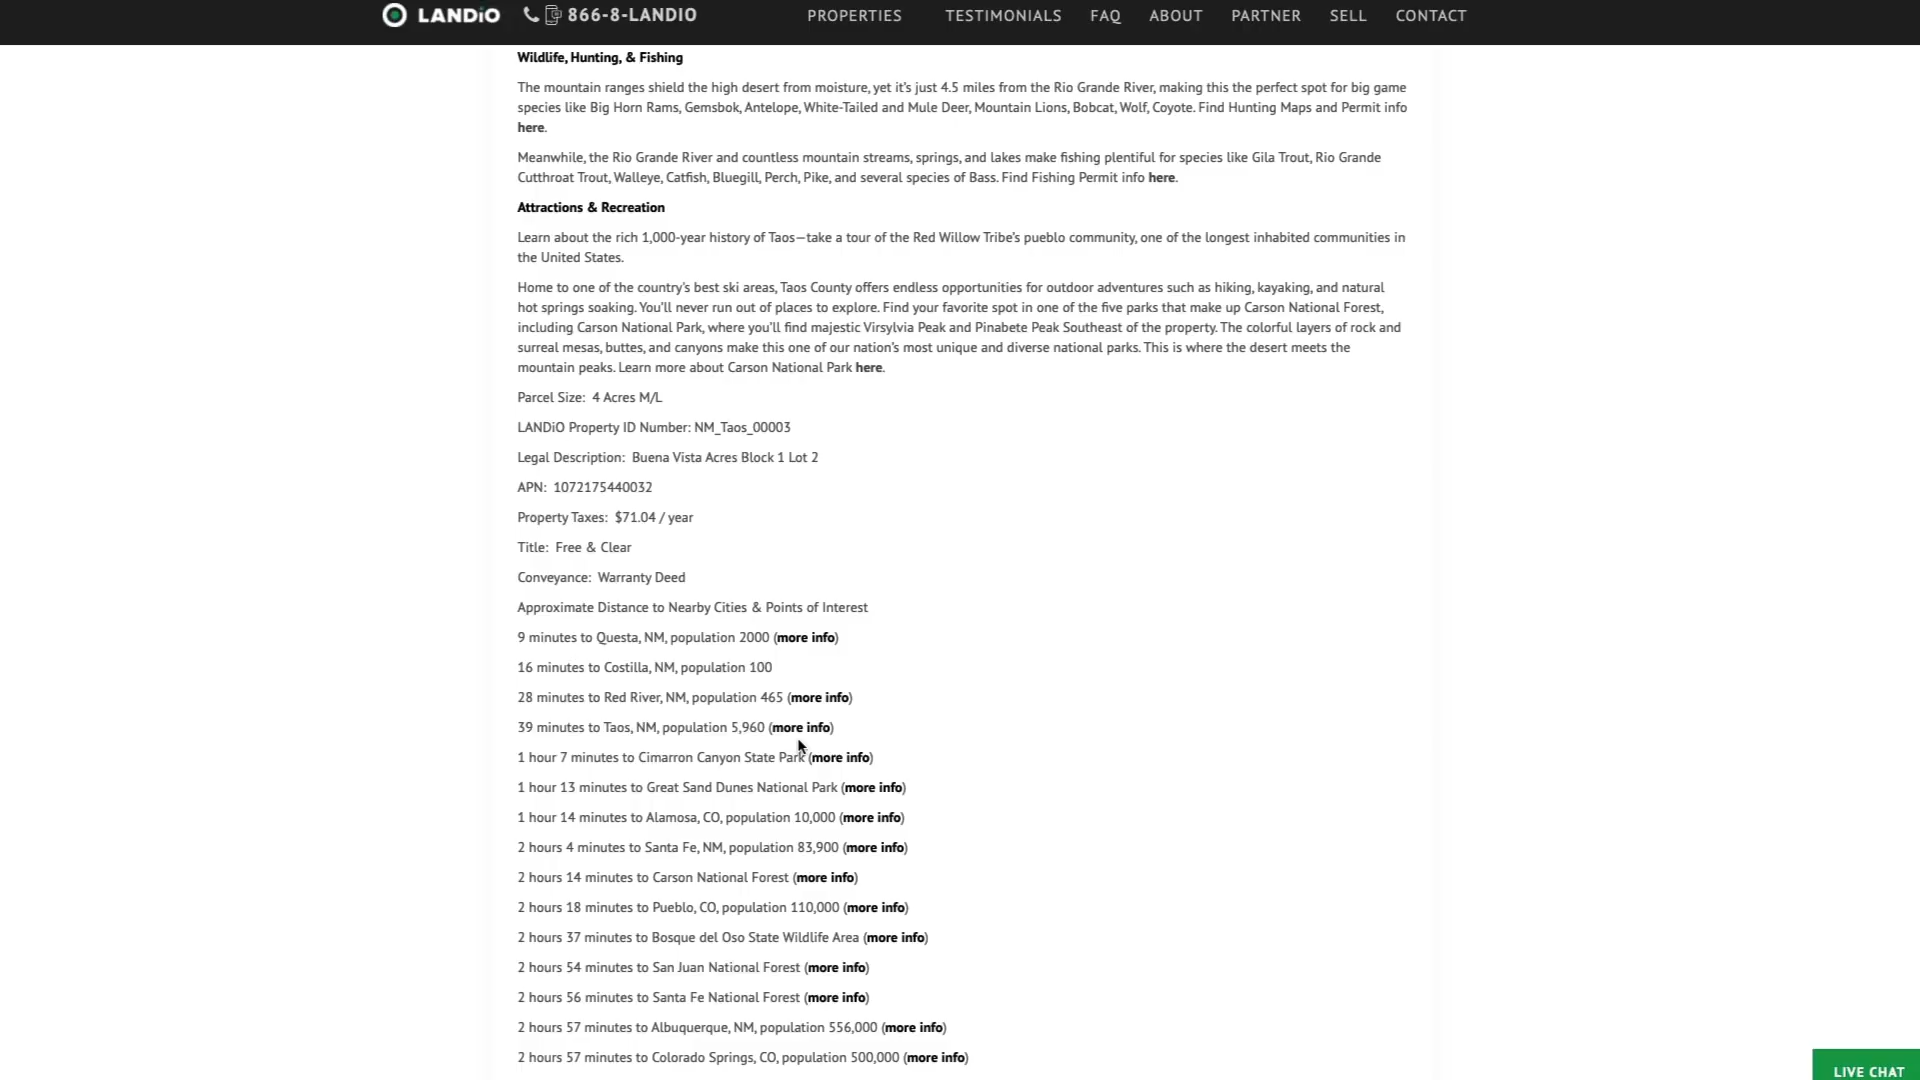 LANDiO 866-8-LANDIO PROPERTIES TESTIMONIALS FAQ ABOUT PARTNER SELL CONTACT
Wildlife, Hunting, & Fishing
The mountain ranges shield the high desert from moisture, yet it's just 4.5 miles from the Rio Grande River, making this the perfect spot for big game
species like Big Horn Rams, Gemsbok, Antelope, White-Tailed and Mule Deer, Mountain Lions, Bobcat, Wolf, Coyote. Find Hunting Maps and Permit info
here.
Meanwhile, the Rio Grande River and countless mountain streams, springs, and lakes make fishing plentiful for species like Gila Trout, Rio Grande
Cutthroat Trout, Walleye, Catfish, Bluegill, Perch, Pike, and several species of Bass. Find Fishing Permit info here.
Attractions & Recreation
Learn about the rich 1,000-year history of Taos—take a tour of the Red Willow Tribe's pueblo community, one of the longest inhabited communities in
the United States.
Home to one of the country's best ski areas, Taos County offers endless opportunities for outdoor adventures such as hiking, kayaking, and natural
hot springs soaking. You'll never run out of places to explore. Find your favorite spot in one of the five parks that make up Carson National Forest,
including Carson National Park, where you'll find majestic Virsylvia Peak and Pinabete Peak Southeast of the property. The colorful layers of rock and
surreal mesas, buttes, and canyons make this one of our nation's most unique and diverse national parks. This is where the desert meets the
mountain peaks. Learn more about Carson National Park here.
Parcel Size: 4 Acres M/L
LANDiO Property ID Number: NM_Taos_00003
Legal Description: Buena Vista Acres Block 1 Lot 2
APN: 1072175440032
Property Taxes: $71.04 / year
Title: Free & Clear
Conveyance: Warranty Deed
Approximate Distance to Nearby Cities & Points of Interest
9 minutes to Questa, NM, population 2000 (more info)
16 minutes to Costilla, NM, population 100
28 minutes to Red River, NM, population 465 (more info)
39 minutes to Taos, NM, population 5,960 (more info)
1 hour 7 minutes to Cimarron Canyon State Park (more info)
1 hour 13 minutes to Great Sand Dunes National Park (more info)
1 hour 14 minutes to Alamosa, CO, population 10,000 (more info)
2 hours 4 minutes to Santa Fe, NM, population 83,900 (more info)
2 hours 14 minutes to Carson National Forest (more info)
2 hours 18 minutes to Pueblo, CO, population 110,000 (more info)
2 hours 37 minutes to Bosque del Oso State Wildlife Area (more info)
2 hours 54 minutes to San Juan National Forest (more info)
2 hours 56 minutes to Santa Fe National Forest (more info)
2 hours 57 minutes to Albuquerque, NM, population 556,000 (more info)
2 hours 57 minutes to Colorado Springs, CO, population 500,000 (more info)
LIVE CHAT